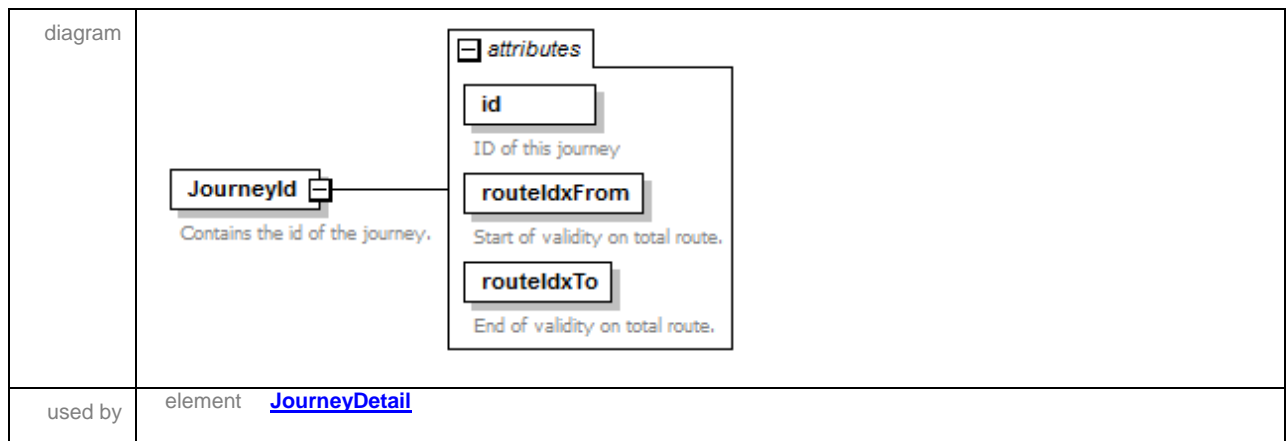 diagram
attributes
id
ID of this journey
routeIdxFrom
Start of validity on total route.
JourneyId
Contains the id of the journey.
routeIdxTo
End of validity on total route.
used by
element JourneyDetail